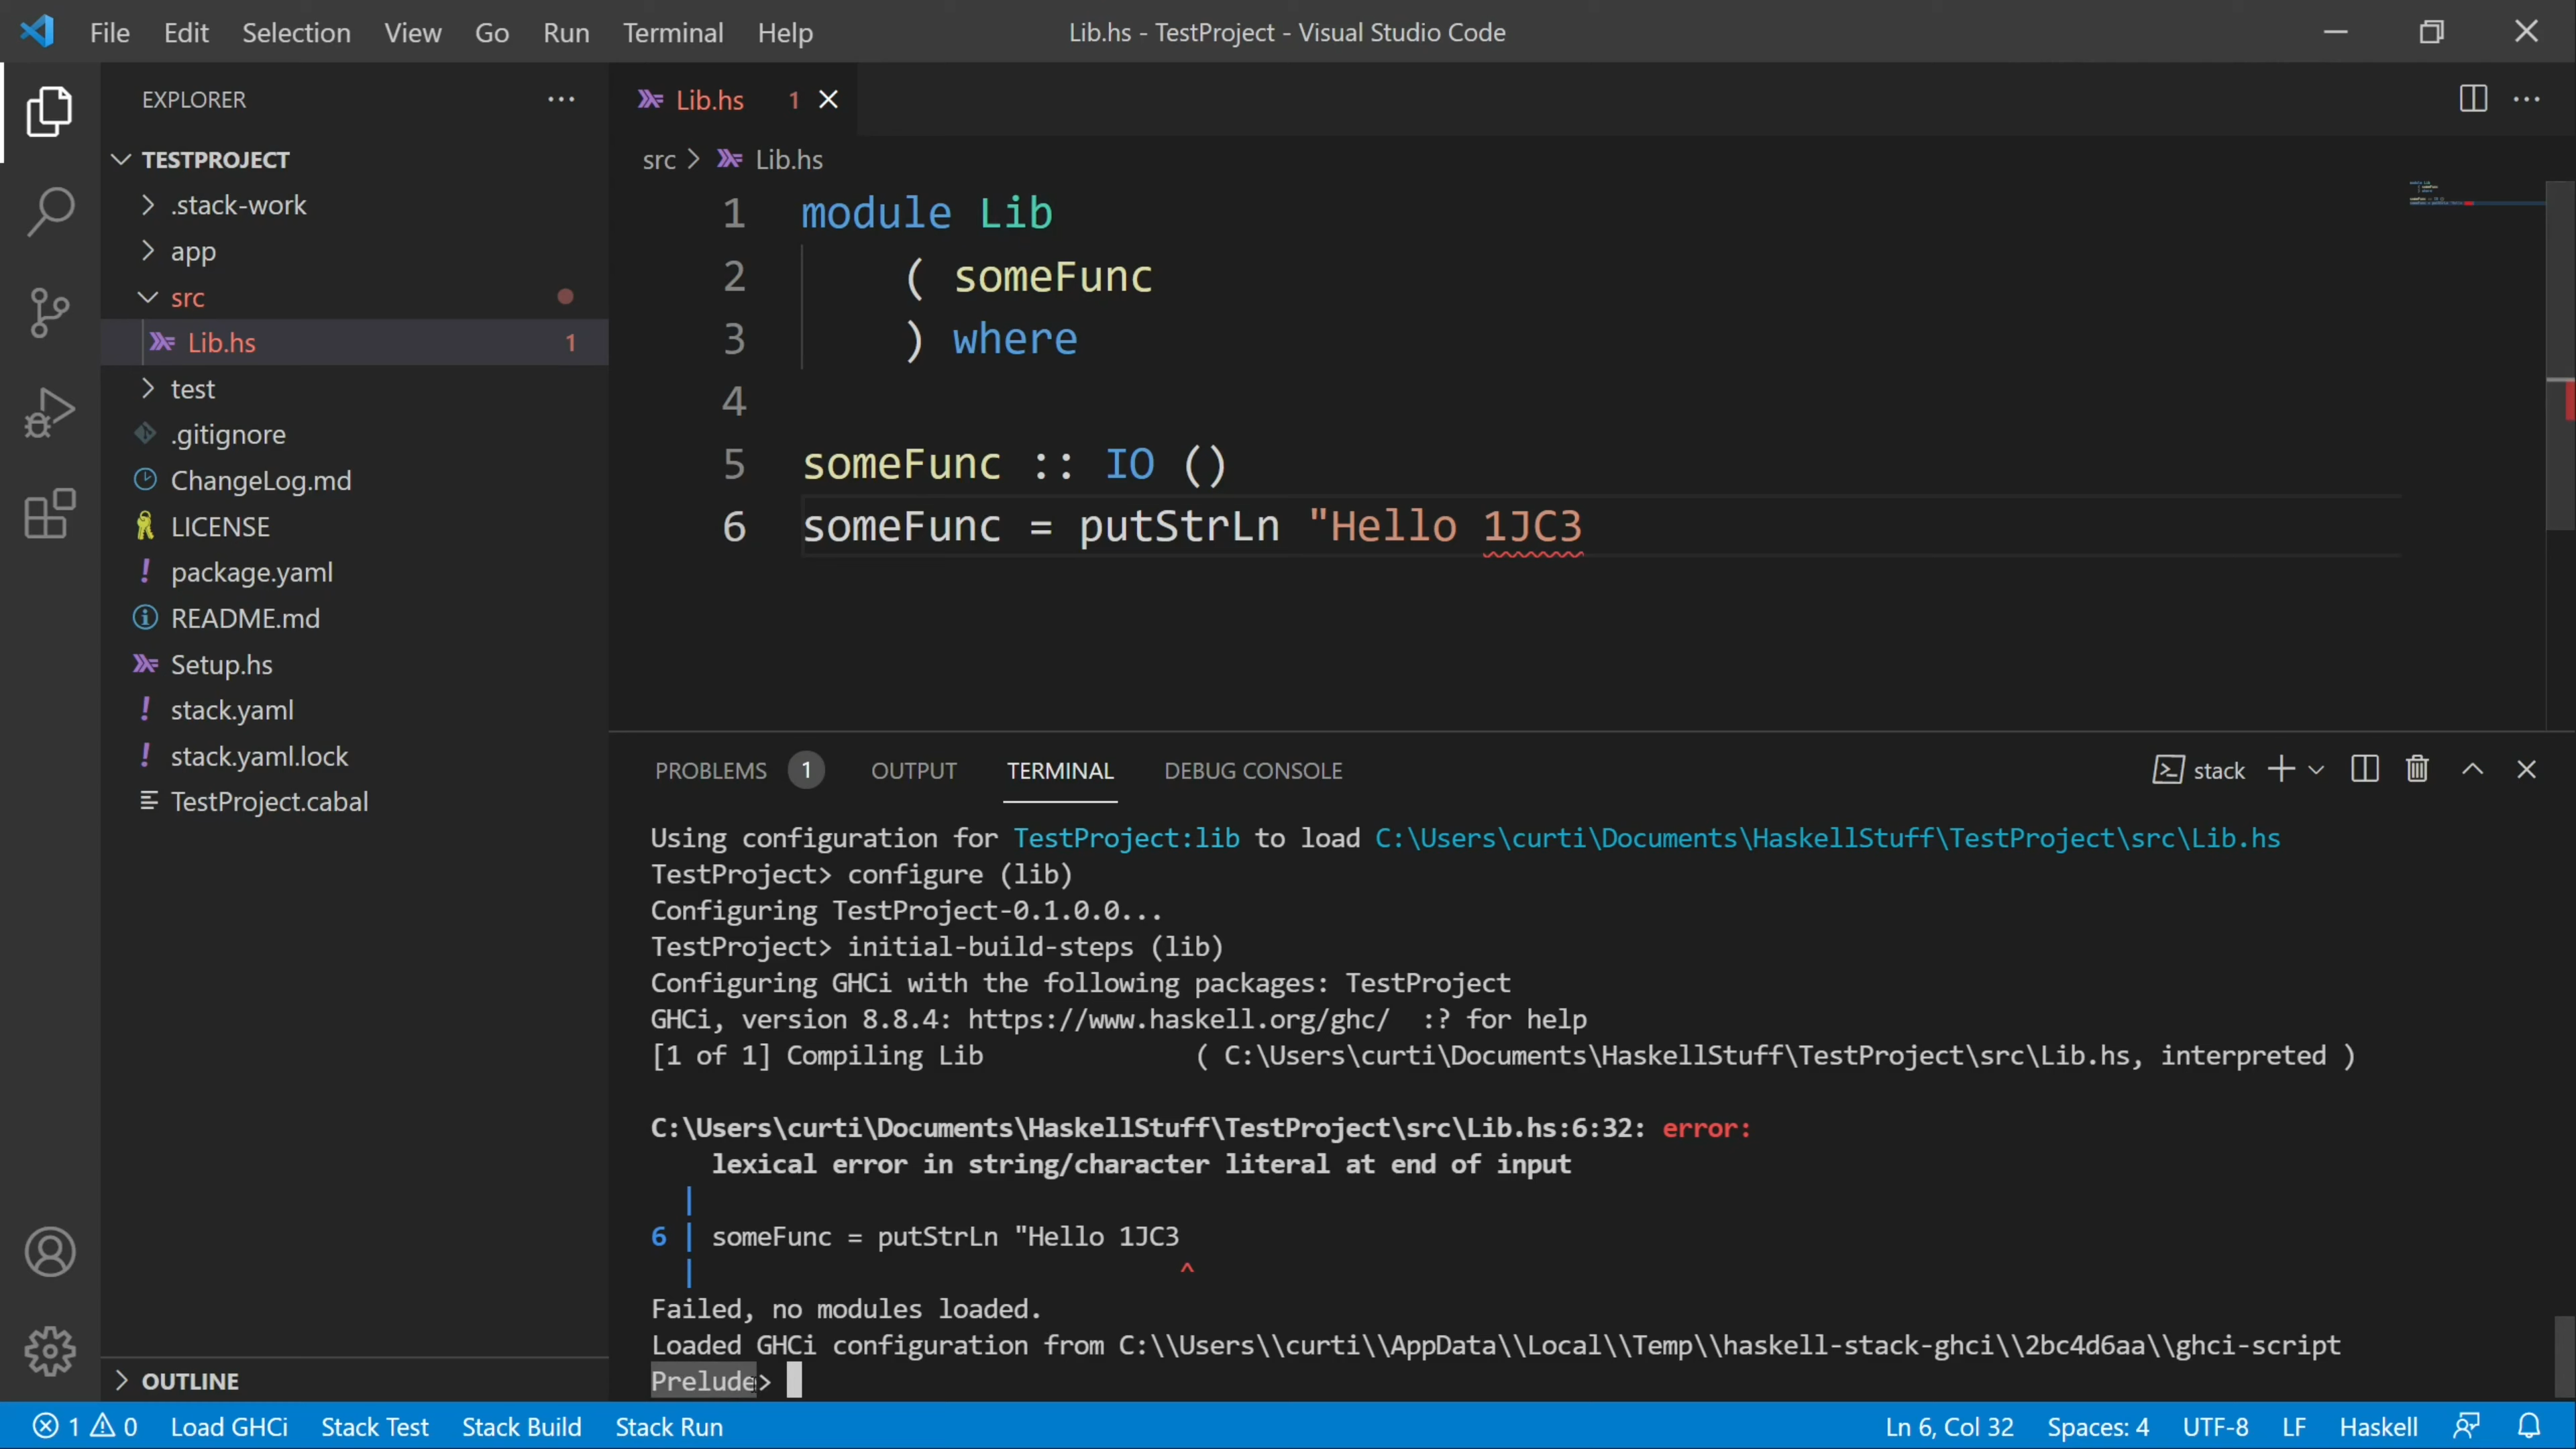 File Edit Selection View Go Run Terminal Help Lib.hs - TestProject - Visual Studio Code
EXPLORER
TESTPROJECT
.stack-work
app
src
Lib.hs 1
test
.gitignore
ChangeLog.md
LICENSE
package.yaml
README.md
Setup.hs
stack.yaml
stack.yaml.lock
TestProject.cabal
OUTLINE
Lib.hs 1
src > Lib.hs
1 module Lib
2 ( someFunc
3 ) where
4
5 someFunc :: IO ()
6 someFunc = putStrLn "Hello 1JC3
PROBLEMS 1 OUTPUT TERMINAL DEBUG CONSOLE stack
Using configuration for TestProject:lib to load C:\Users\curti\Documents\HaskellStuff\TestProject\src\Lib.hs
TestProject> configure (lib)
Configuring TestProject-0.1.0.0...
TestProject> initial-build-steps (lib)
Configuring GHCi with the following packages: TestProject
GHCi, version 8.8.4: https://www.haskell.org/ghc/  :? for help
[1 of 1] Compiling Lib ( C:\Users\curti\Documents\HaskellStuff\TestProject\src\Lib.hs, interpreted )
C:\Users\curti\Documents\HaskellStuff\TestProject\src\Lib.hs:6:32: error:
lexical error in string/character literal at end of input
|
6 | someFunc = putStrLn "Hello 1JC3
| ^
Failed, no modules loaded.
Loaded GHCi configuration from C:\\Users\\curti\\AppData\\Local\\Temp\\haskell-stack-ghci\\2bc4d6aa\\ghci-script
Prelude>
1 0 Load GHCi Stack Test Stack Build Stack Run Ln 6, Col 32 Spaces: 4 UTF-8 LF Haskell